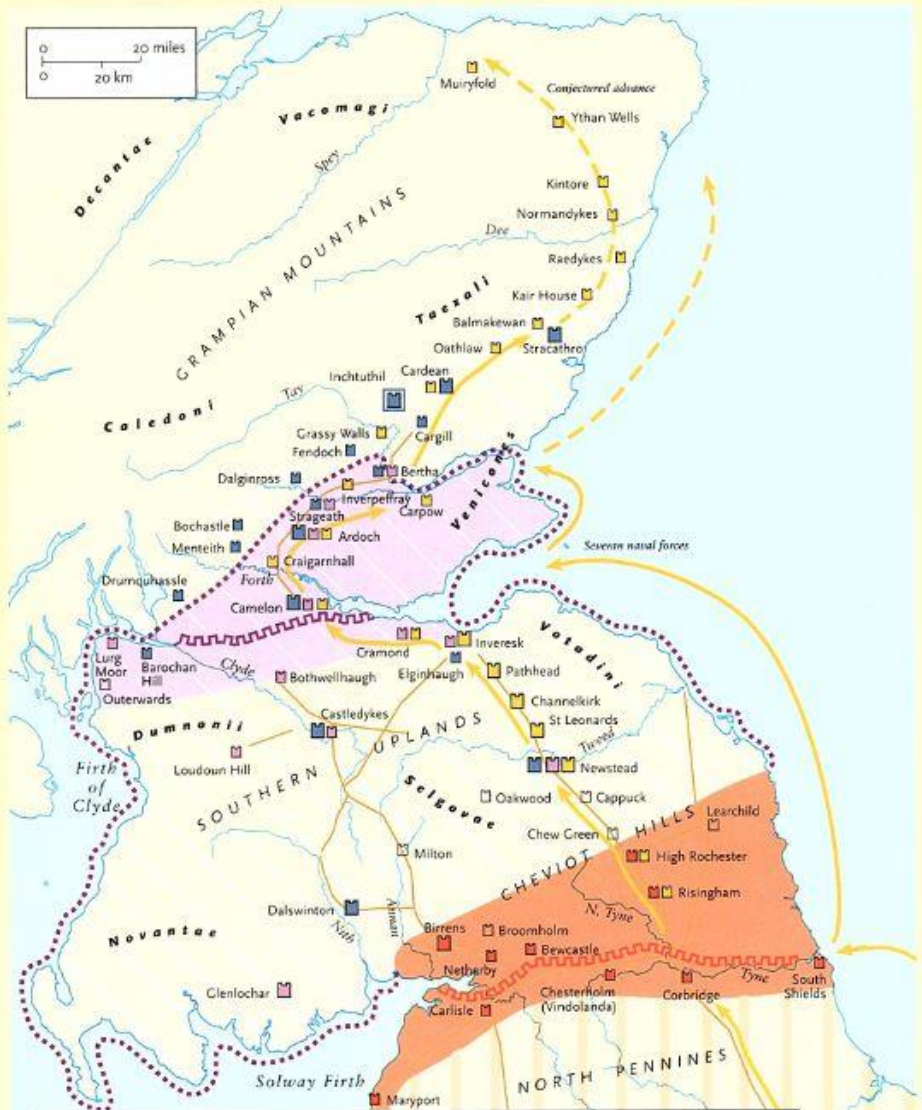 0 20 miles
0 20 km
Muiryfold
Conjectured advance
Vacomagi
Ythan Wells
Decantae
Spey
Kintore
Normandykes
Dee
GRAMPIAN MOUNTAINS
Raedykes
Taexali
Kair House
Balmakewan
Oathlaw
Stracathro
Inchtuthil
Cardean
Tay
Caledoni
Cargill
Grassy Walls
Fendoch
Bertha
Dalginross
Venicones
Inverpeffray
Carpow
Strageath
Bochastle
Ardoch
Menteith
Severan naval forces
Craigarnhall
Drumquhassle
Forth
Camelon
Votadini
Cramond
Inveresk
Lurg
Moor
Barochan
Hill
Clyde
Elginhaugh
Pathhead
Bothwellhaugh
Outerwards
Channelkirk
Castledykes
St Leonards
Dumnonii
SOUTHERN UPLANDS
Tweed
Loudoun Hill
Newstead
Firth
of
Clyde
Selgovae
Oakwood
Cappuck
Learchild
Chew Green
CHEVIOT HILLS
Milton
High Rochester
Risingham
Dalswinton
Annan
N. Tyne
Nith
Birrens
Broomholm
Novantae
Bewcastle
Netherby
Tyne
South
Shields
Glenlochar
Chesterholm
(Vindolanda)
Corbridge
Carlisle
NORTH PENNINES
Solway Firth
Maryport